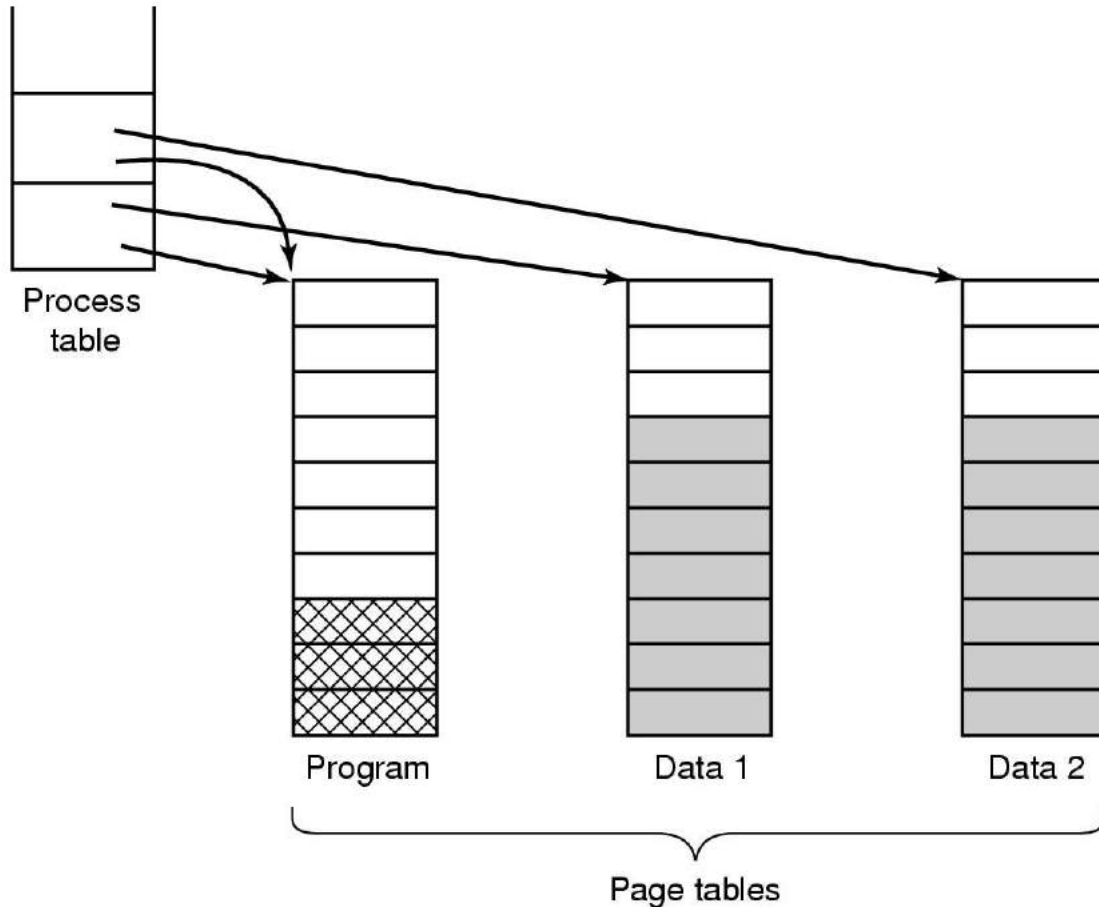 Process
table
Program
Data 1
Data 2
Page tables